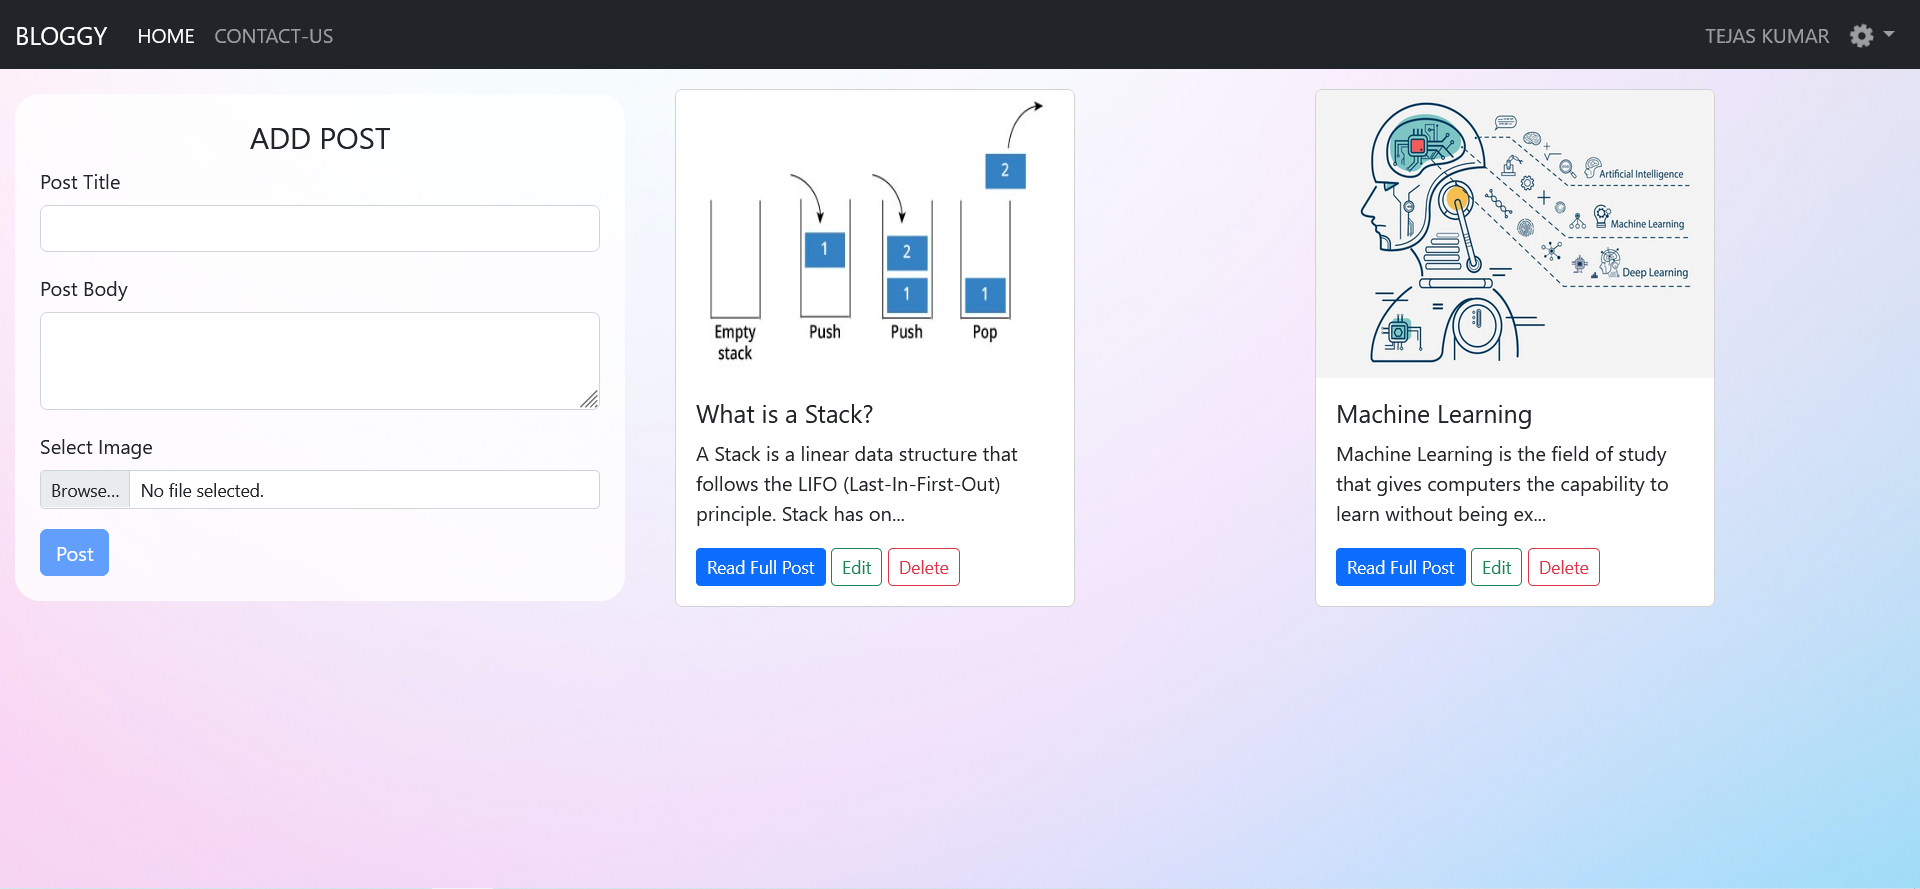 BLOGGY HOME CONTACT-US TEJAS KUMAR
ADD POST
Post Title
Post Body
Select Image
Browse... No file selected.
Post
2
1
2
1
1
Empty
stack
Push
Push
Pop
What is a Stack?
A Stack is a linear data structure that
follows the LIFO (Last-In-First-Out)
principle. Stack has on...
Read Full Post Edit Delete
Artificial Intelligence
Machine Learning
Deep Learning
Machine Learning
Machine Learning is the field of study
that gives computers the capability to
learn without being ex...
Read Full Post Edit Delete